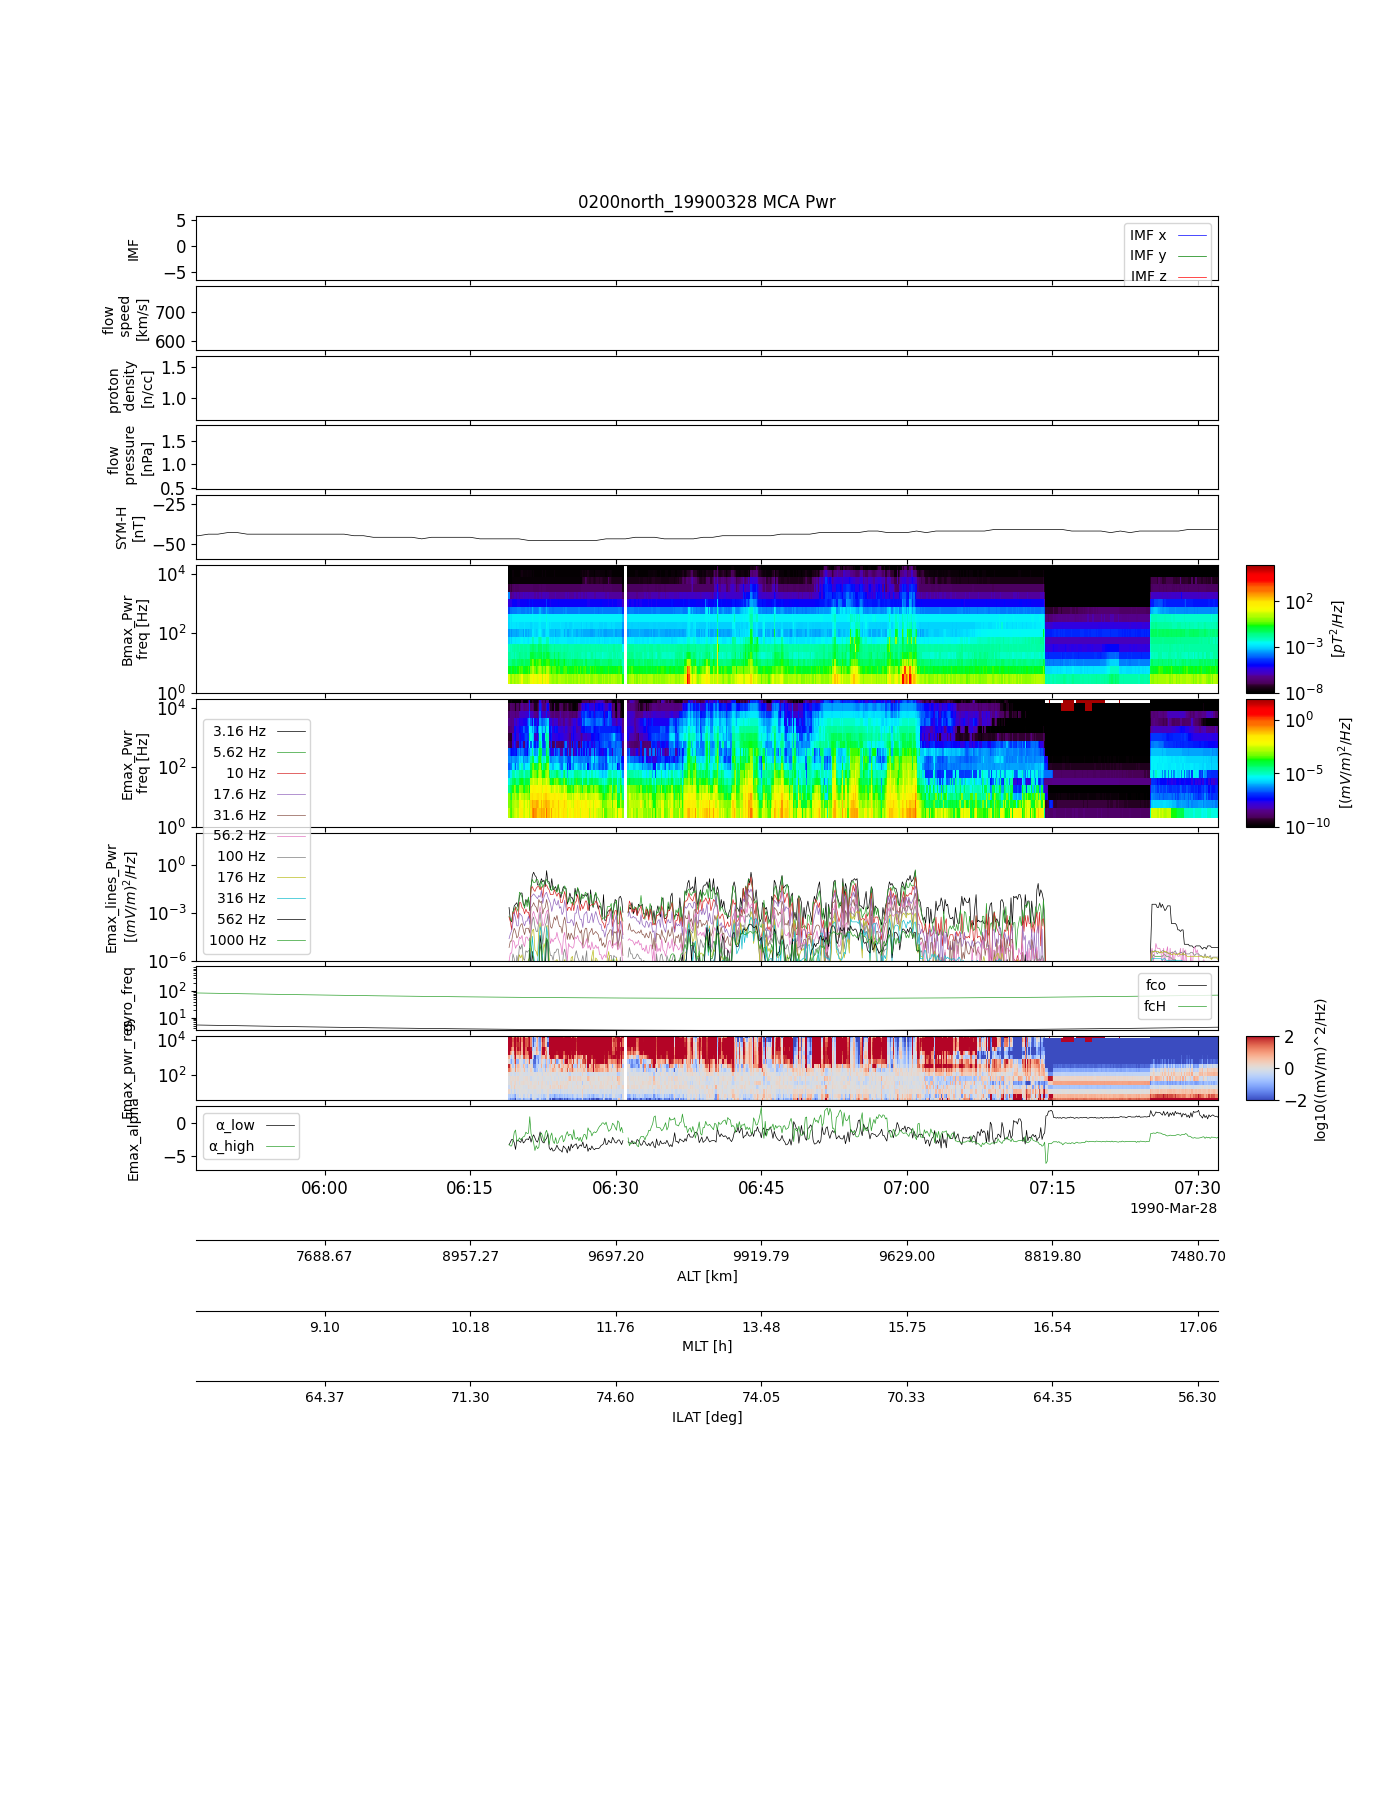 0200north_19900328 MCA Pwr
IMF
5
0
−5
IMF x
IMF y
IMF z
flow
speed
[km/s]
700
600
proton
density
[n/cc]
1.5
1.0
flow
pressure
[nPa]
1.5
1.0
0.5
SYM-H
[nT]
−25
−50
Bmax_Pwr
freq [Hz]
10^4
10^2
10^0
10^2
10^−3
10^−8
[pT^2/Hz]
Emax_Pwr
freq [Hz]
10^4
10^2
10^0
10^0
10^−5
10^−10
[(mV/m)^2/Hz]
3.16 Hz
5.62 Hz
10 Hz
17.6 Hz
31.6 Hz
56.2 Hz
100 Hz
176 Hz
316 Hz
562 Hz
1000 Hz
Emax_lines_Pwr
[(mV/m)^2/Hz]
10^0
10^−3
10^−6
gyro_freq
10^2
10^1
fco
fcH
Emax_pwr_reg
10^4
10^2
2
0
−2
log10((mV/m)^2/Hz)
Emax_alpha
0
−5
α_low
α_high
06:00 06:15 06:30 06:45 07:00 07:15 07:30
1990-Mar-28
7688.67 8957.27 9697.20 9919.79 9629.00 8819.80 7480.70
ALT [km]
9.10 10.18 11.76 13.48 15.75 16.54 17.06
MLT [h]
64.37 71.30 74.60 74.05 70.33 64.35 56.30
ILAT [deg]